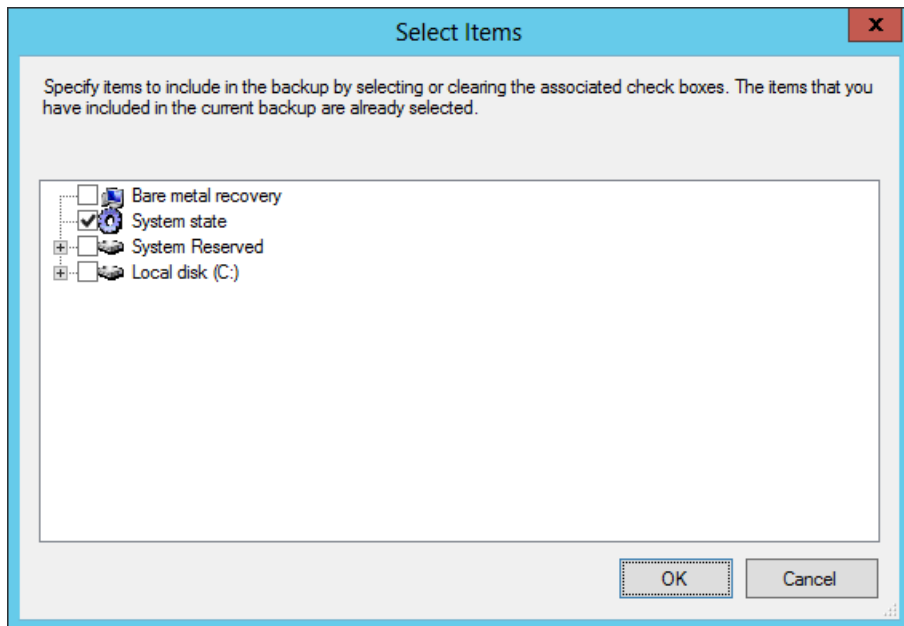 Select Items
x
Specify items to include in the backup by selecting or clearing the associated check boxes. The items that you
have included in the current backup are already selected.
Bare metal recovery
System state
System Reserved
Local disk (C:)
OK
Cancel